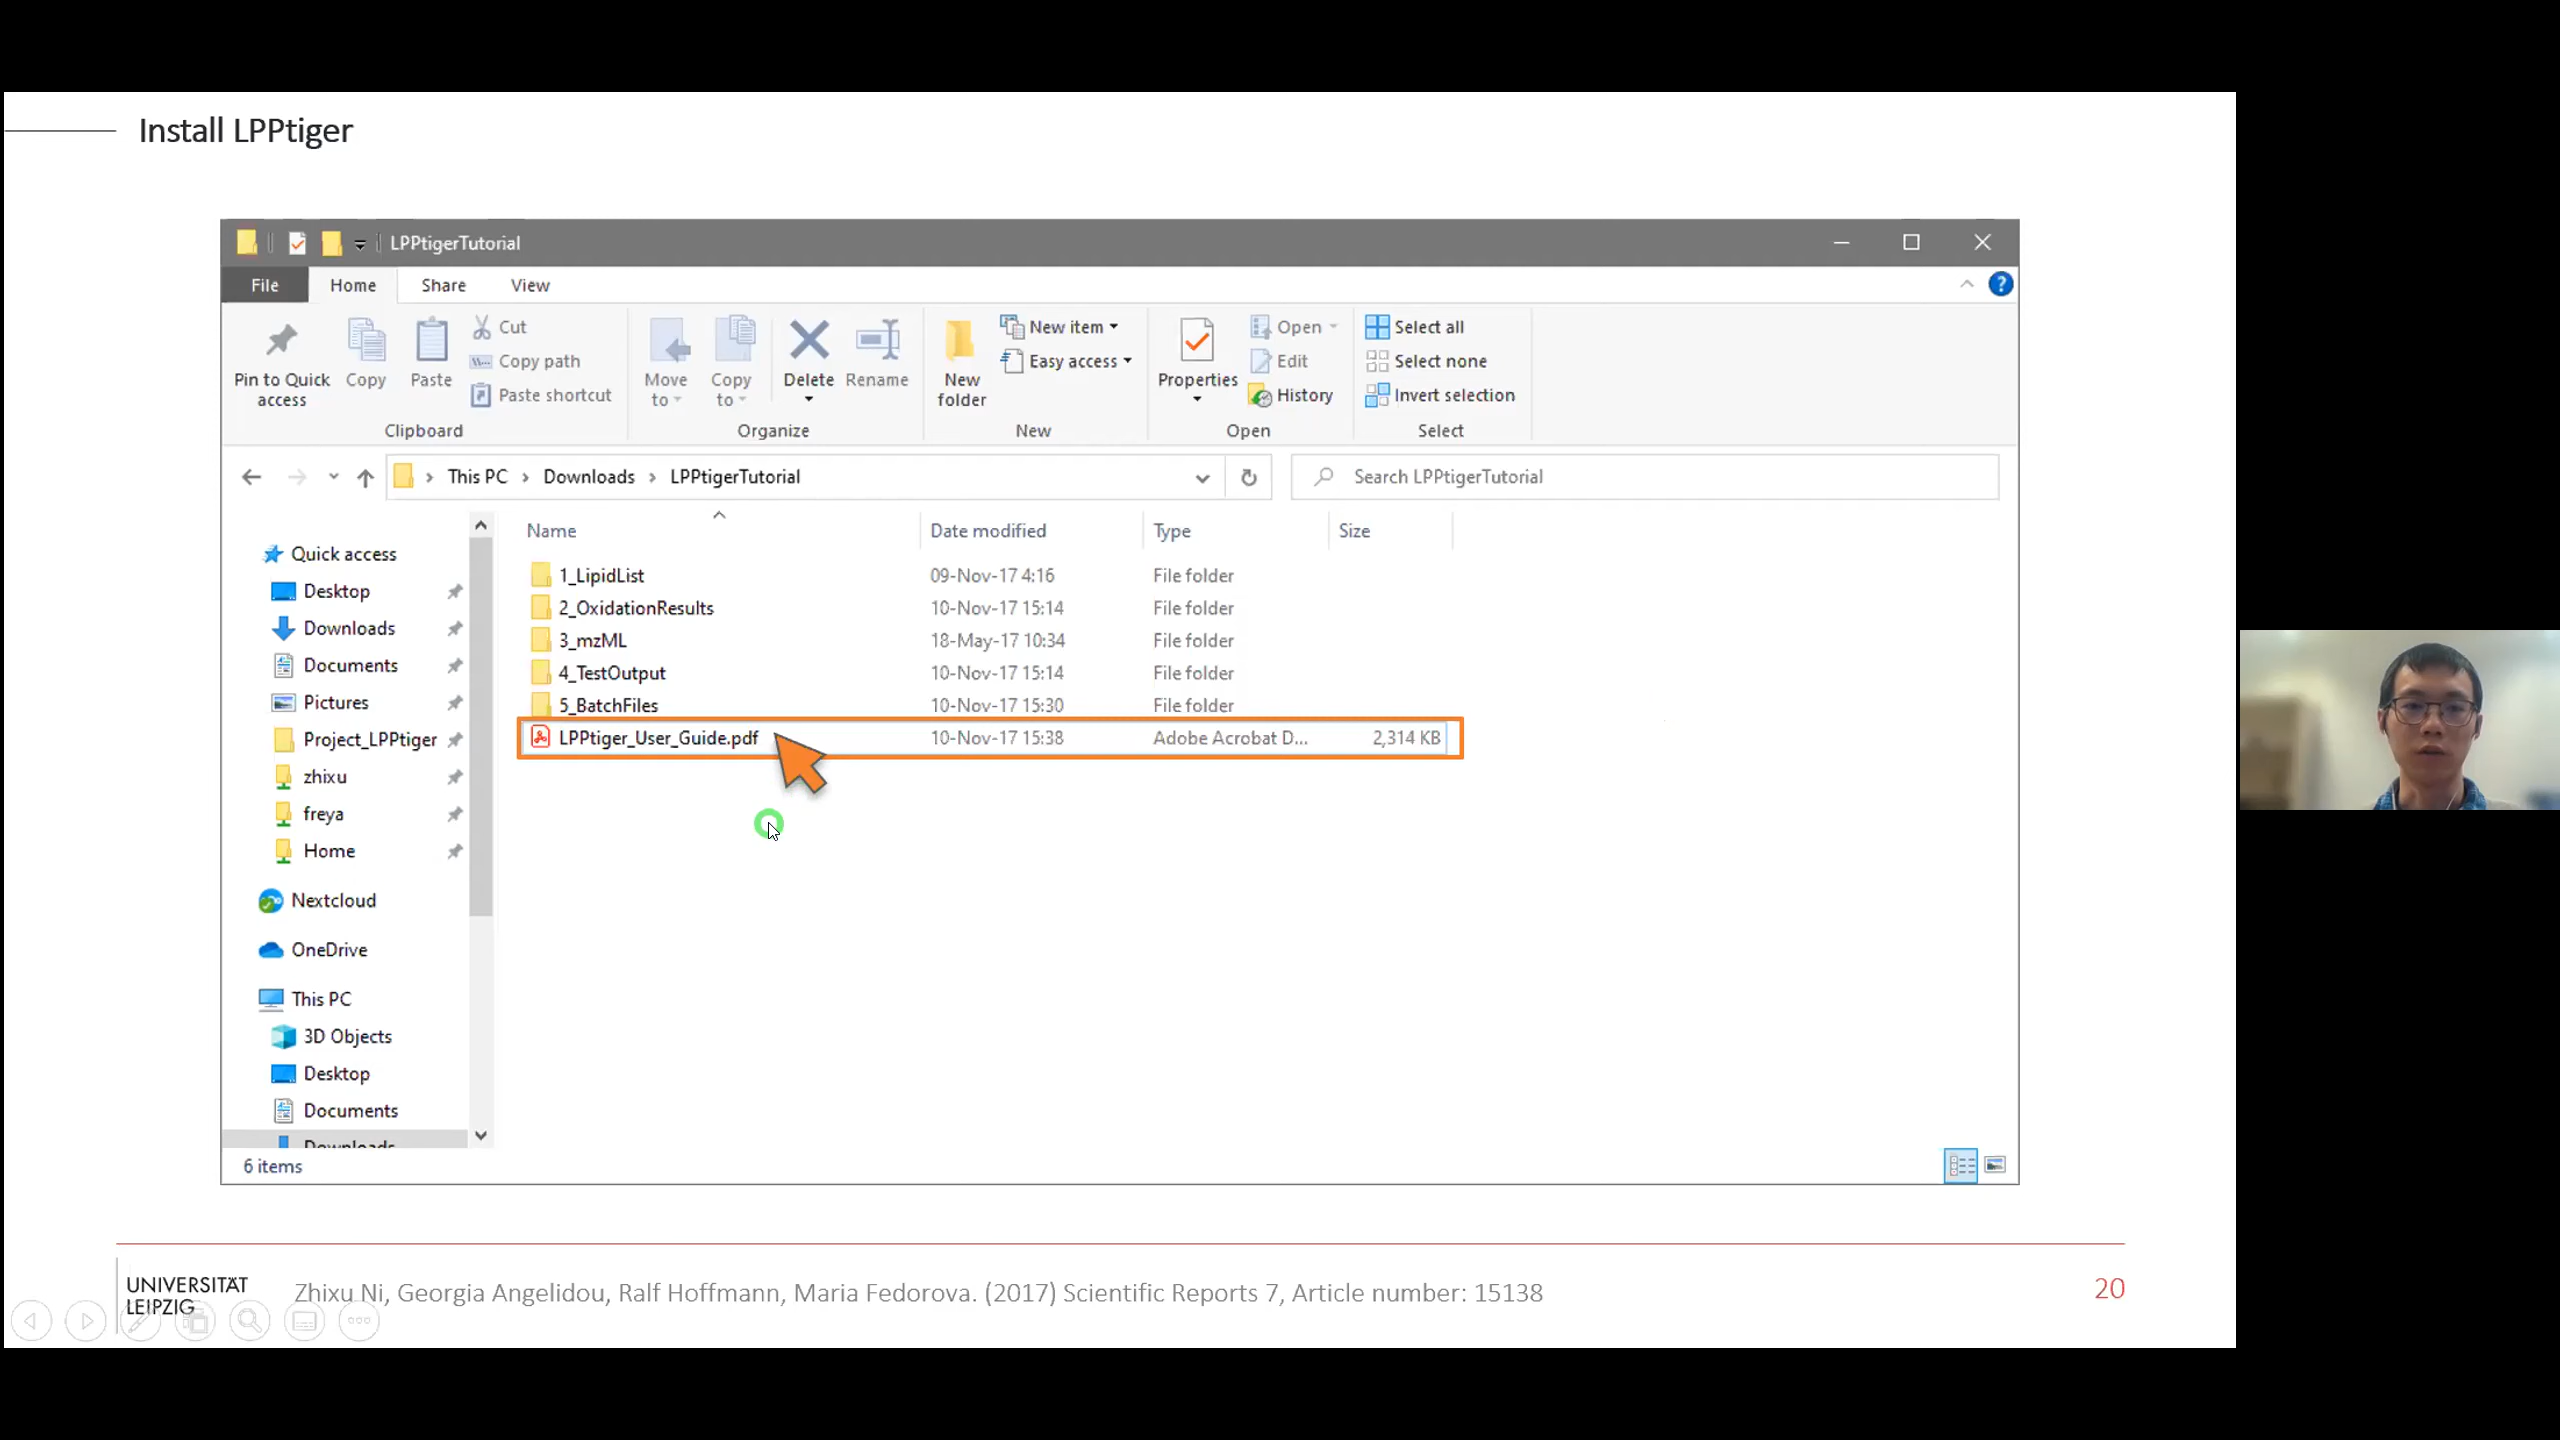 Install LPPtiger
LPPtigerTutorial
File Home Share View
Pin to Quick access
Copy
Paste
Cut
Copy path
Paste shortcut
Clipboard
Move to
Copy to
Delete
Rename
Organize
New folder
New item
Easy access
New
Properties
Open
Edit
History
Open
Select all
Select none
Invert selection
Select
This PC > Downloads > LPPtigerTutorial
Search LPPtigerTutorial
Name Date modified Type Size
1_LipidList 09-Nov-17 4:16 File folder
2_OxidationResults 10-Nov-17 15:14 File folder
3_mzML 18-May-17 10:34 File folder
4_TestOutput 10-Nov-17 15:14 File folder
5_BatchFiles 10-Nov-17 15:30 File folder
LPPtiger_User_Guide.pdf 10-Nov-17 15:38 Adobe Acrobat D... 2,314 KB
Quick access
Desktop
Downloads
Documents
Pictures
Project_LPPtiger
zhixu
freya
Home
Nextcloud
OneDrive
This PC
3D Objects
Desktop
Documents
Downloads
6 items
UNIVERSITÄT
LEIPZIG
Zhixu Ni, Georgia Angelidou, Ralf Hoffmann, Maria Fedorova. (2017) Scientific Reports 7, Article number: 15138
20